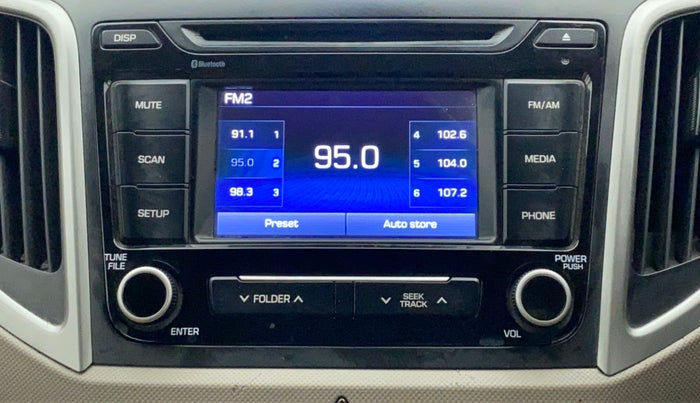 DISP
Bluetooth
MUTE
SCAN
SETUP
FM2
91.1 1
95.0 2
98.3 3
95.0
4 102.6
5 104.0
6 107.2
Preset
Auto store
FM/AM
MEDIA
PHONE
TUNE
FILE
ENTER
FOLDER
SEEK
TRACK
POWER
PUSH
VOL